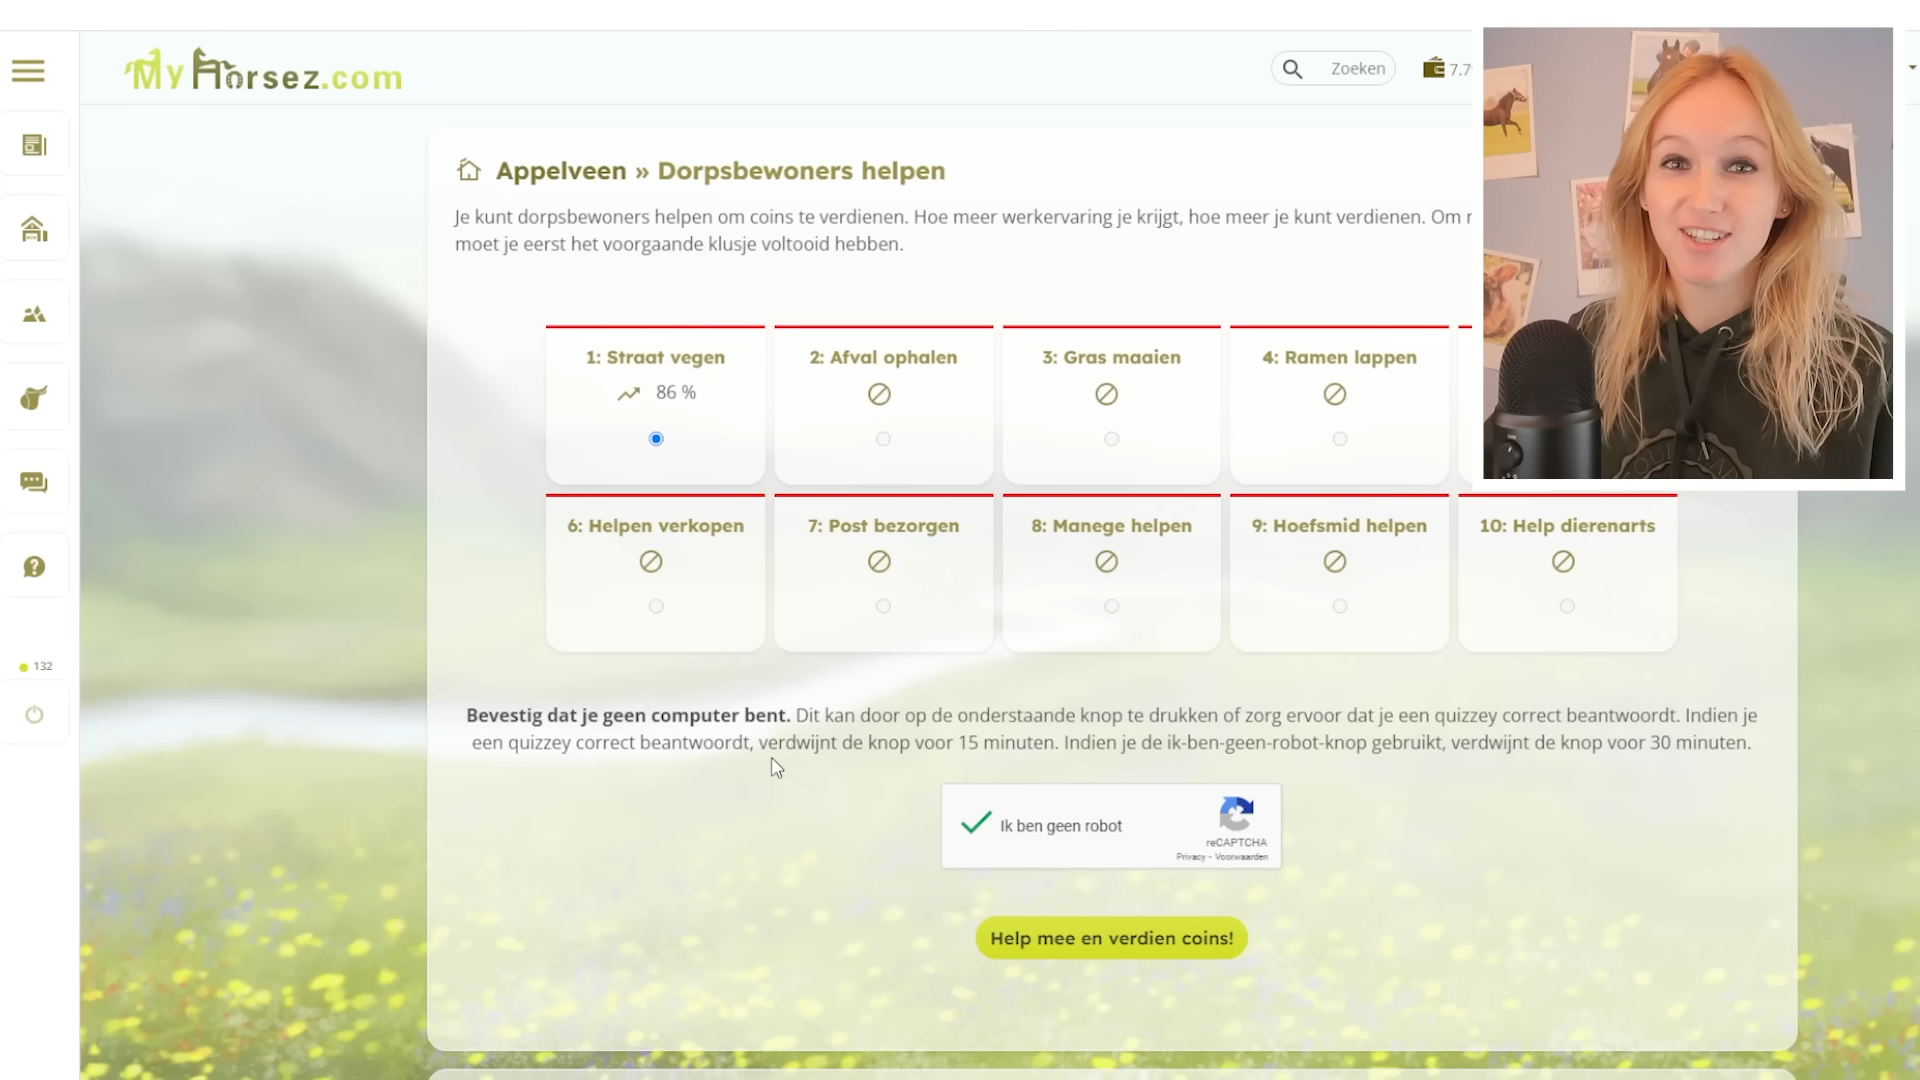 My Horsez.com
Zoeken
7.7
Appelveen » Dorpsbewoners helpen
Je kunt dorpsbewoners helpen om coins te verdienen. Hoe meer werkervaring je krijgt, hoe meer je kunt verdienen. Om
moet je eerst het voorgaande klusje voltooid hebben.
1: Straat vegen
86 %
2: Afval ophalen
3: Gras maaien
4: Ramen lappen
6: Helpen verkopen
7: Post bezorgen
8: Manege helpen
9: Hoefsmid helpen
10: Help dierenarts
132
Bevestig dat je geen computer bent. Dit kan door op de onderstaande knop te drukken of zorg ervoor dat je een quizzey correct beantwoordt. Indien je
een quizzey correct beantwoordt, verdwijnt de knop voor 15 minuten. Indien je de ik-ben-geen-robot-knop gebruikt, verdwijnt de knop voor 30 minuten.
Ik ben geen robot
reCAPTCHA
Privacy - Voorwaarden
Help mee en verdien coins!